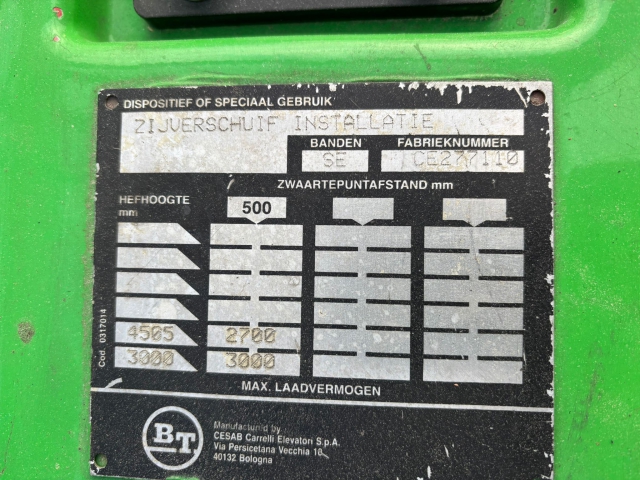 DISPOSITIEF OF SPECIAAL GEBRUIK
ZIJVERSCHUIF INSTALLATIE
BANDEN FABRIEKNUMMER
SE CE277110
ZWAARTEPUNTAFSTAND mm
HEFHOOGTE
mm 500
4505 2700
3000 3000
MAX. LAADVERMOGEN
Cod. 0317014
BT
Manufactured by
CESAB Carrelli Elevatori S.p.A.
Via Persicetana Vecchia 10
40132 Bologna